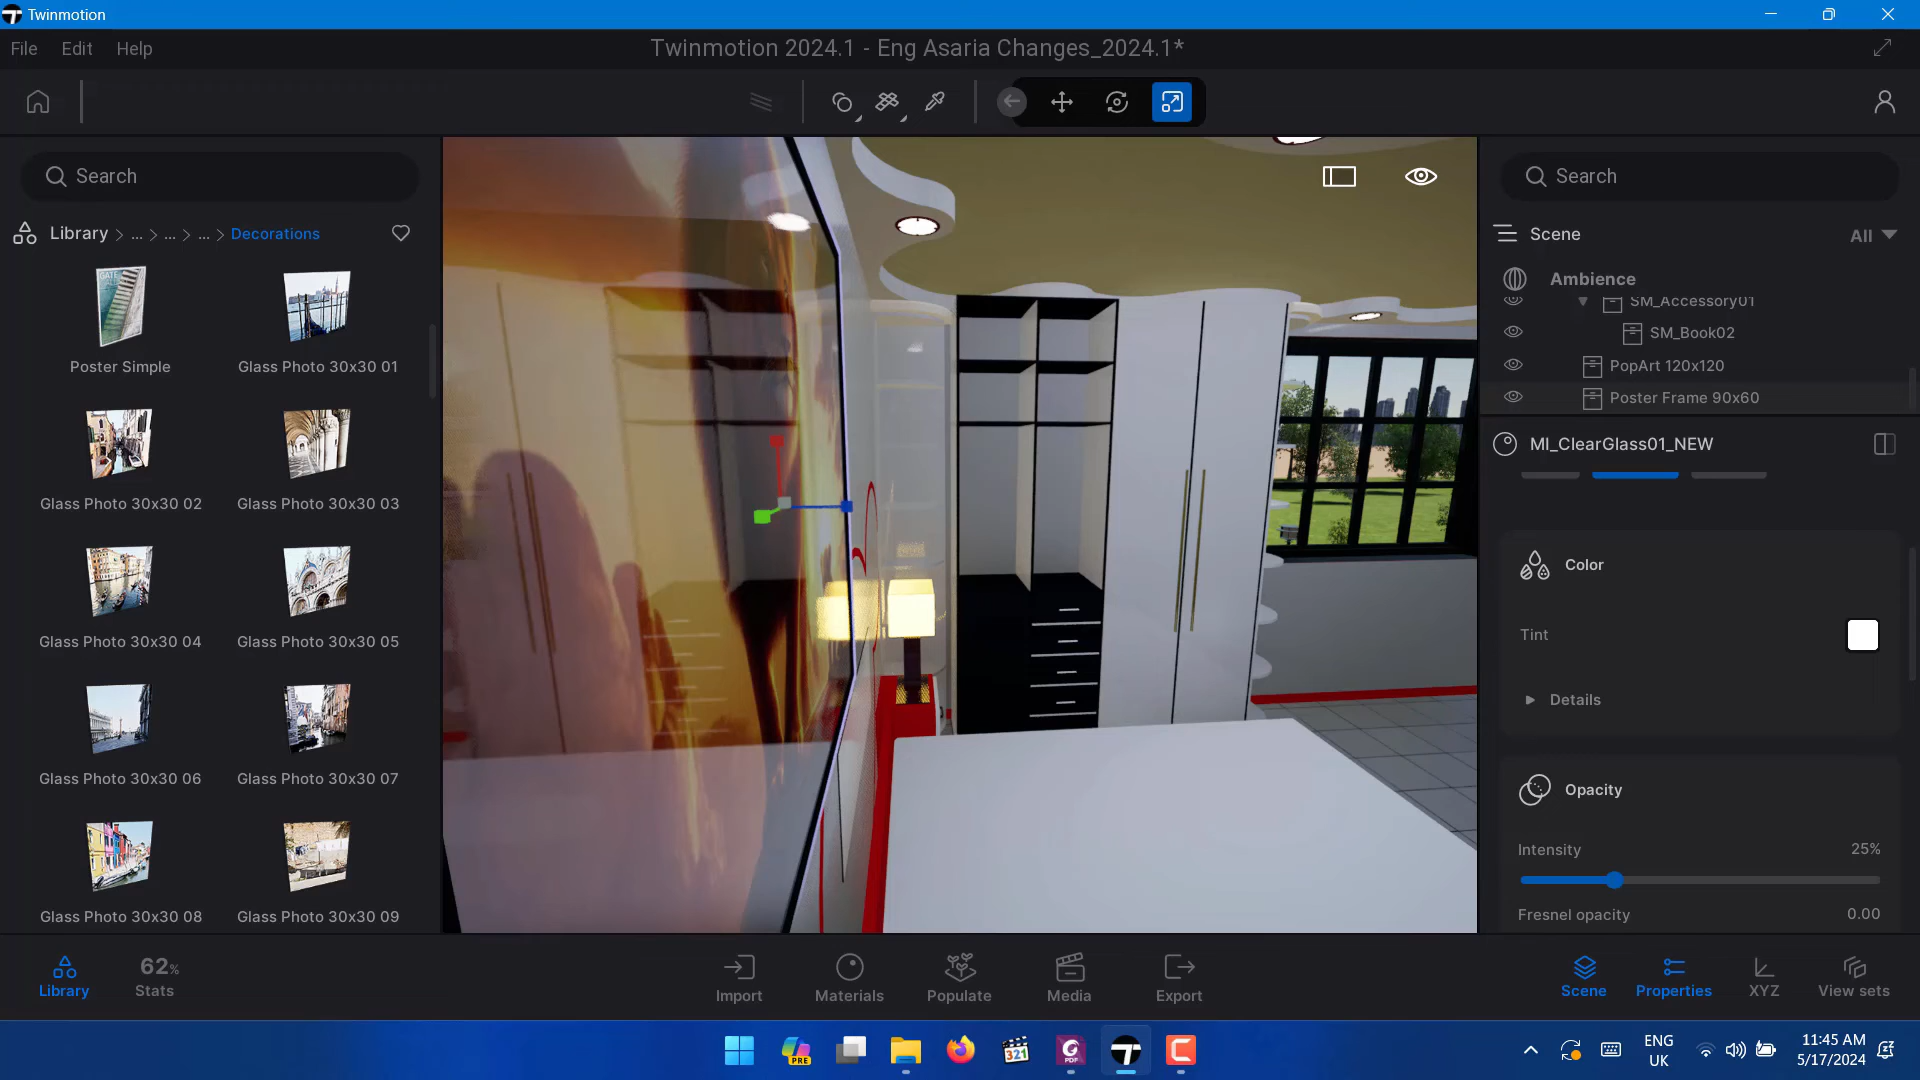 Twinmotion
File Edit Help
Twinmotion 2024.1 - Eng Asaria Changes_2024.1*
Search
Library > ... > ... > ... > Decorations
Poster Simple
Glass Photo 30x30 01
Glass Photo 30x30 02
Glass Photo 30x30 03
Glass Photo 30x30 04
Glass Photo 30x30 05
Glass Photo 30x30 06
Glass Photo 30x30 07
Glass Photo 30x30 08
Glass Photo 30x30 09
Search
Scene
All
Ambience
SM_Accessory01
SM_Book02
PopArt 120x120
Poster Frame 90x60
MI_ClearGlass01_NEW
Color
Tint
Details
Opacity
Intensity 25%
Fresnel opacity 0.00
Library
62%
Stats
Import
Materials
Populate
Media
Export
Scene
Properties
XYZ
View sets
PRE
321
PDF
ENG
UK
11:45 AM
5/17/2024